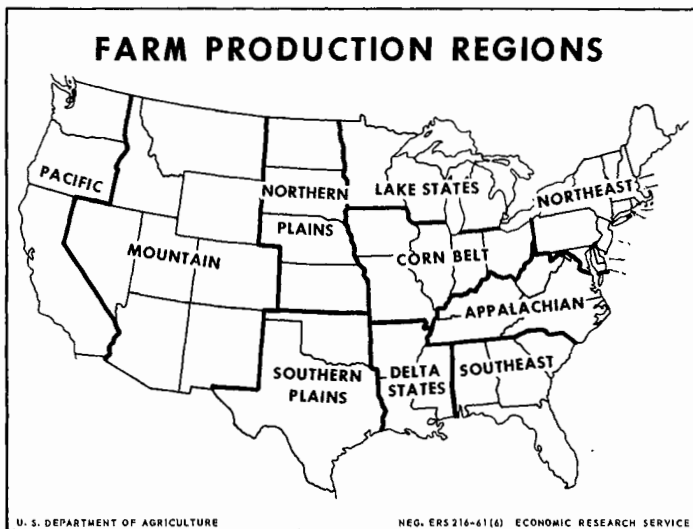 FARM PRODUCTION REGIONS
PACIFIC
MOUNTAIN
NORTHERN
PLAINS
LAKE STATES
CORN BELT
NORTHEAST
APPALACHIAN
SOUTHERN
PLAINS
DELTA
STATES
SOUTHEAST
U. S. DEPARTMENT OF AGRICULTURE
NEG. ERS 216-61(6) ECONOMIC RESEARCH SERVICE